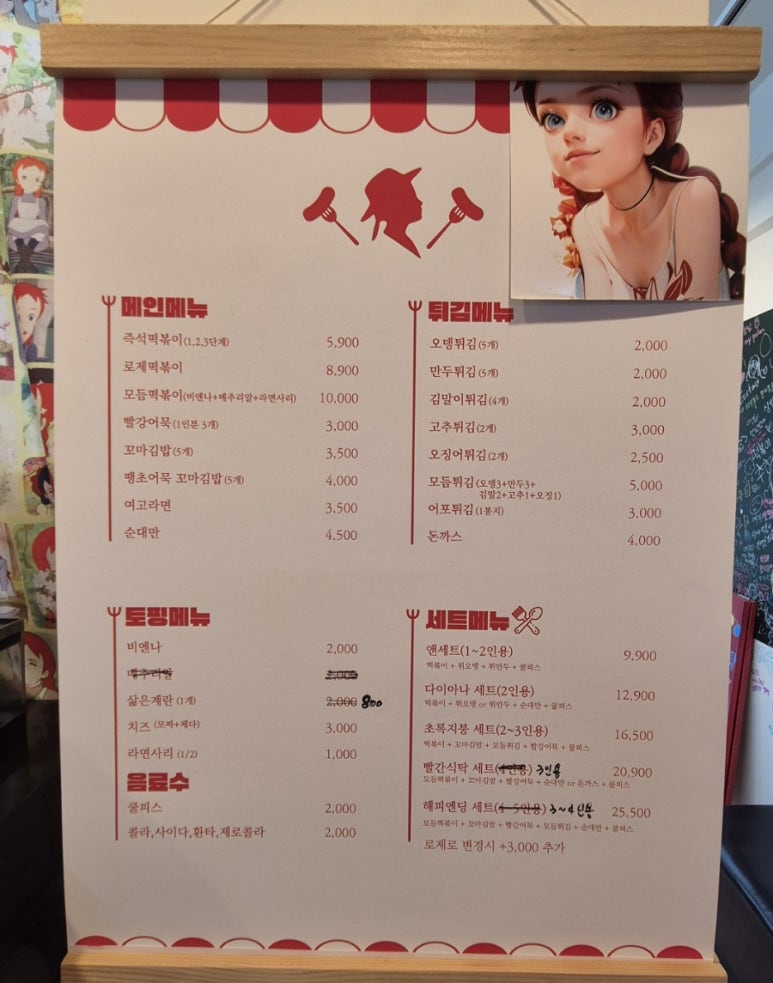 메인메뉴
즉석떡볶이(1,2,3단계) 5,900
로제떡볶이 8,900
모듬떡볶이(비엔나+메추리알+라면사리) 10,000
빨강어묵(1인분 3개) 3,000
꼬마김밥(5개) 3,500
땡초어묵 꼬마김밥(5개) 4,000
여고라면 3,500
순대만 4,500
튀김메뉴
오뎅튀김(5개) 2,000
만두튀김(5개) 2,000
김말이튀김(4개) 2,000
고추튀김(2개) 3,000
오징어튀김(2개) 2,500
모듬튀김(오뎅3+만두3+ 5,000
김말2+고추1+오징1)
어포튀김(1봉지) 3,000
돈까스 4,000
토핑메뉴
비엔나 2,000
메추리알
삶은계란 (1개) 2,000 800
치즈 (모짜+체다) 3,000
라면사리 (1/2) 1,000
음료수
쿨피스 2,000
콜라,사이다,환타,제로콜라 2,000
세트메뉴
앤세트(1~2인용) 9,900
떡볶이 + 튀오뎅 + 튀만두 + 쿨피스
다이아나 세트(2인용) 12,900
떡볶이 + 튀오뎅 or 튀만두 + 순대만 + 쿨피스
초록지붕 세트(2~3인용) 16,500
떡볶이 + 꼬마김밥 + 모듬튀김 + 빨강어묵 + 쿨피스
빨간식탁 세트( ) 3인용 20,900
모듬떡볶이 + 꼬마김밥 + 빨강어묵 + 순대만 or 돈까스 + 쿨피스
해피엔딩 세트(4~5인용) 3~4인용 25,500
모듬떡볶이 + 꼬마김밥 + 빨강어묵 + 모듬튀김 + 순대만 + 쿨피스
로제로 변경시 +3,000 추가